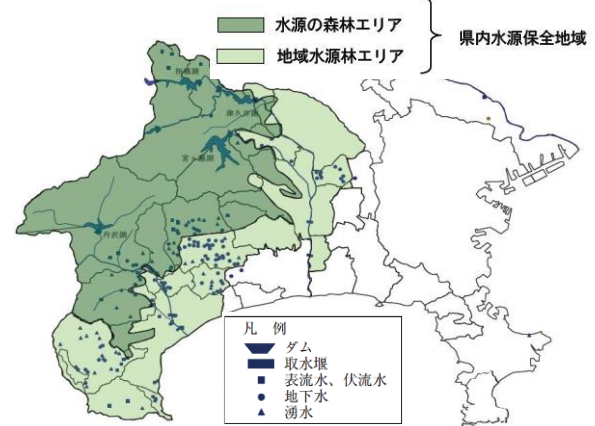 水源の森林エリア
地域水源林エリア
県内水源保全地域
相模湖
津久井湖
宮ヶ瀬湖
丹沢湖
凡 例
ダム
取水堰
表流水、伏流水
地下水
湧水